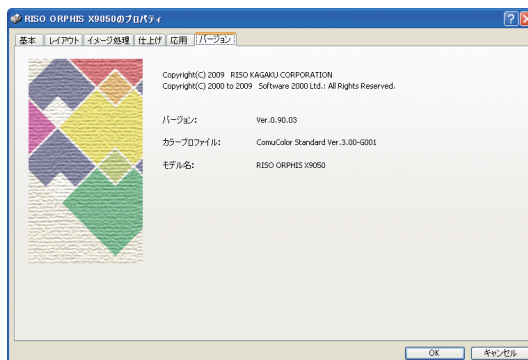 RISO ORPHIS X9050のプロパティ
基本 レイアウト イメージ処理 仕上げ 応用 バージョン
Copyright(C) 2009 RISO KAGAKU CORPORATION
Copyright(C) 2000 to 2009 Software 2000 Ltd.: All Rights Reserved.
バージョン: Ver.0.90.03
カラープロファイル: ComuColor Standard Ver.3.00-G001
モデル名: RISO ORPHIS X9050
OK キャンセル